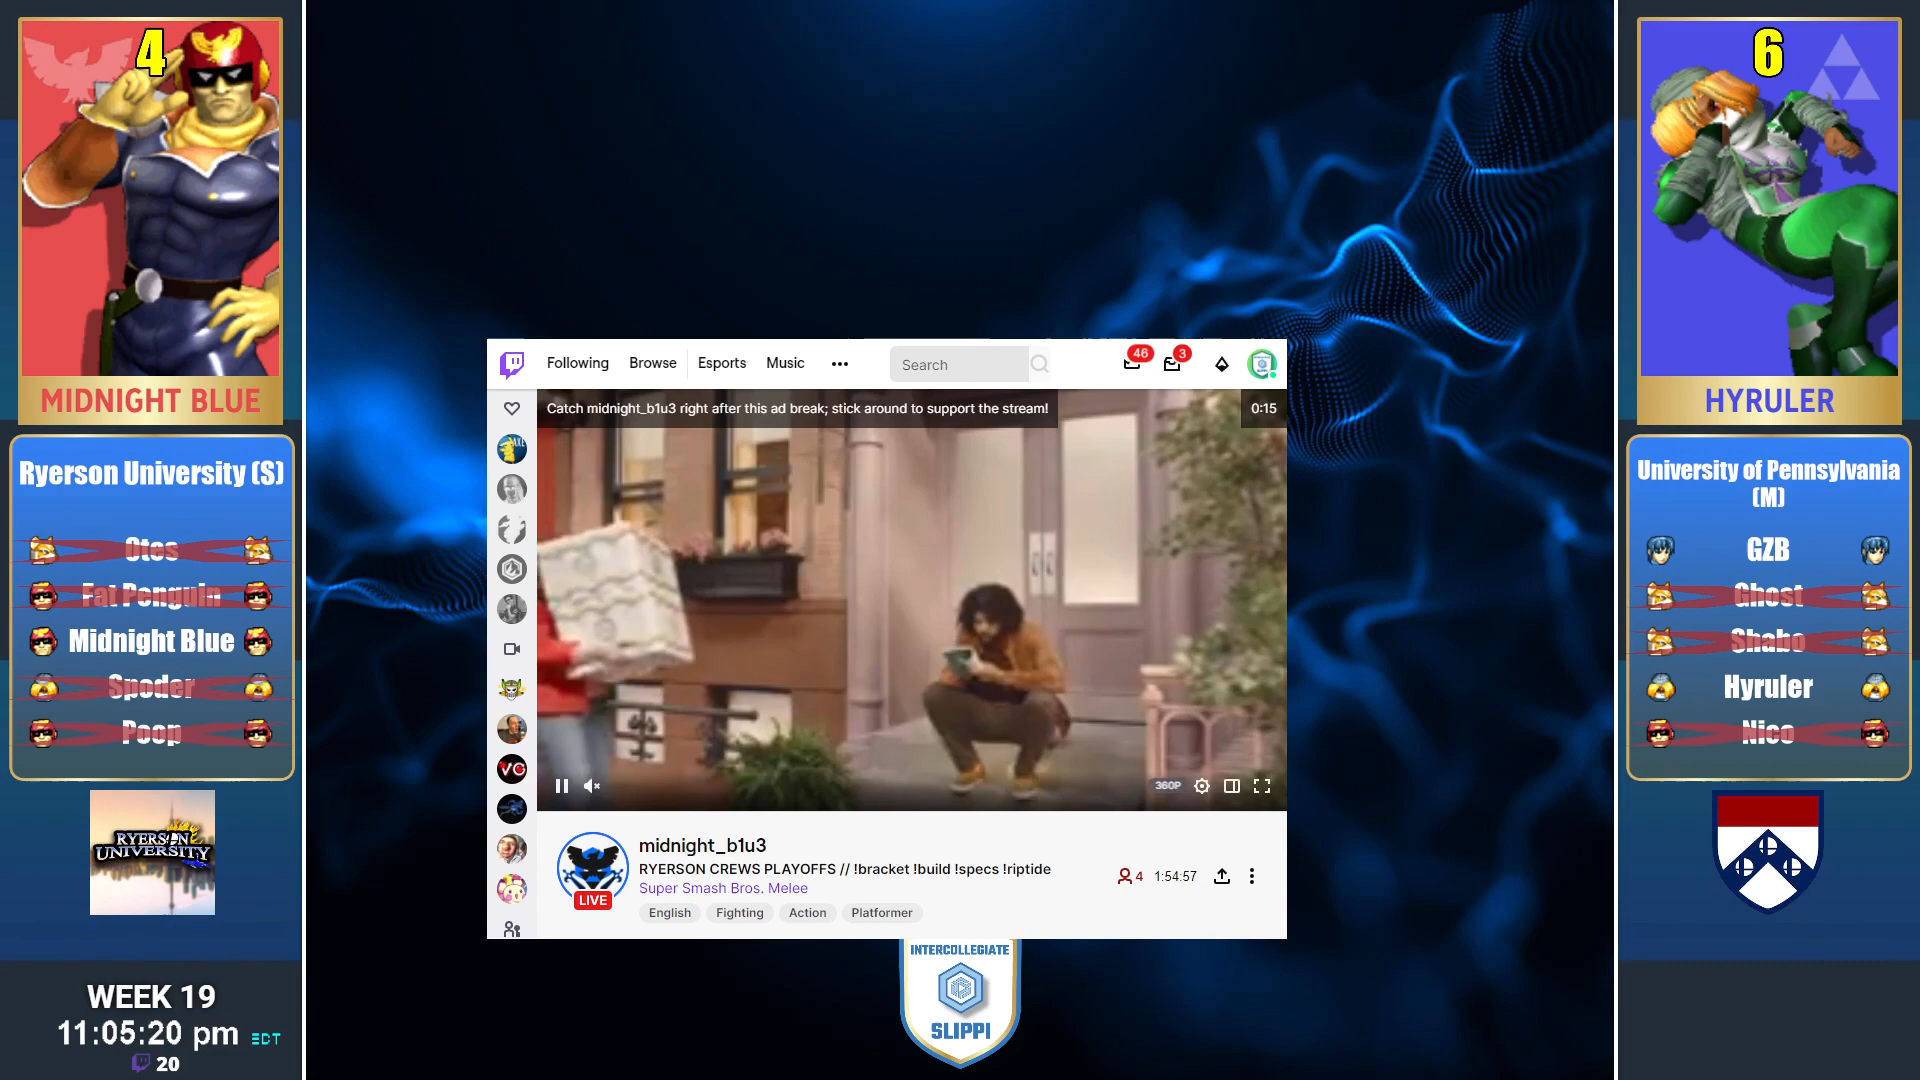 4
MIDNIGHT BLUE
Ryerson University (S)
Otes
Fat Penguin
Midnight Blue
Spoder
Poop
RYERSON
UNIVERSITY
WEEK 19
11:05:20 pm EDT
20
Following Browse Esports Music ••• Search 46 3
Catch midnight_b1u3 right after this ad break; stick around to support the stream! 0:15
VC
360P
midnight_b1u3
RYERSON CREWS PLAYOFFS // !bracket !build !specs !riptide
Super Smash Bros. Melee
LIVE
4 1:54:57
English Fighting Action Platformer
INTERCOLLEGIATE
SLIPPI
6
HYRULER
University of Pennsylvania
(M)
GZB
Ghost
Shabo
Hyruler
Nico